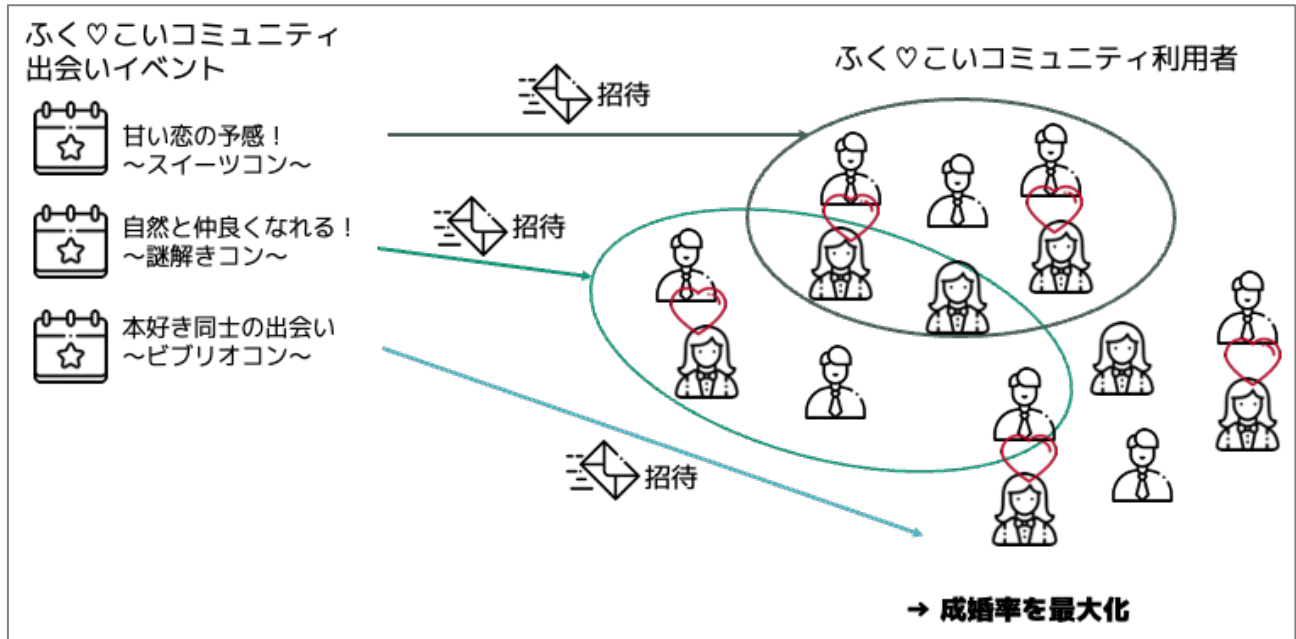 ふく♡こいコミュニティ
出会いイベント
甘い恋の予感！
～スイーツコン～
自然と仲良くなれる！
～謎解きコン～
本好き同士の出会い
～ビブリオコン～
招待
招待
招待
ふく♡こいコミュニティ利用者
→ 成婚率を最大化